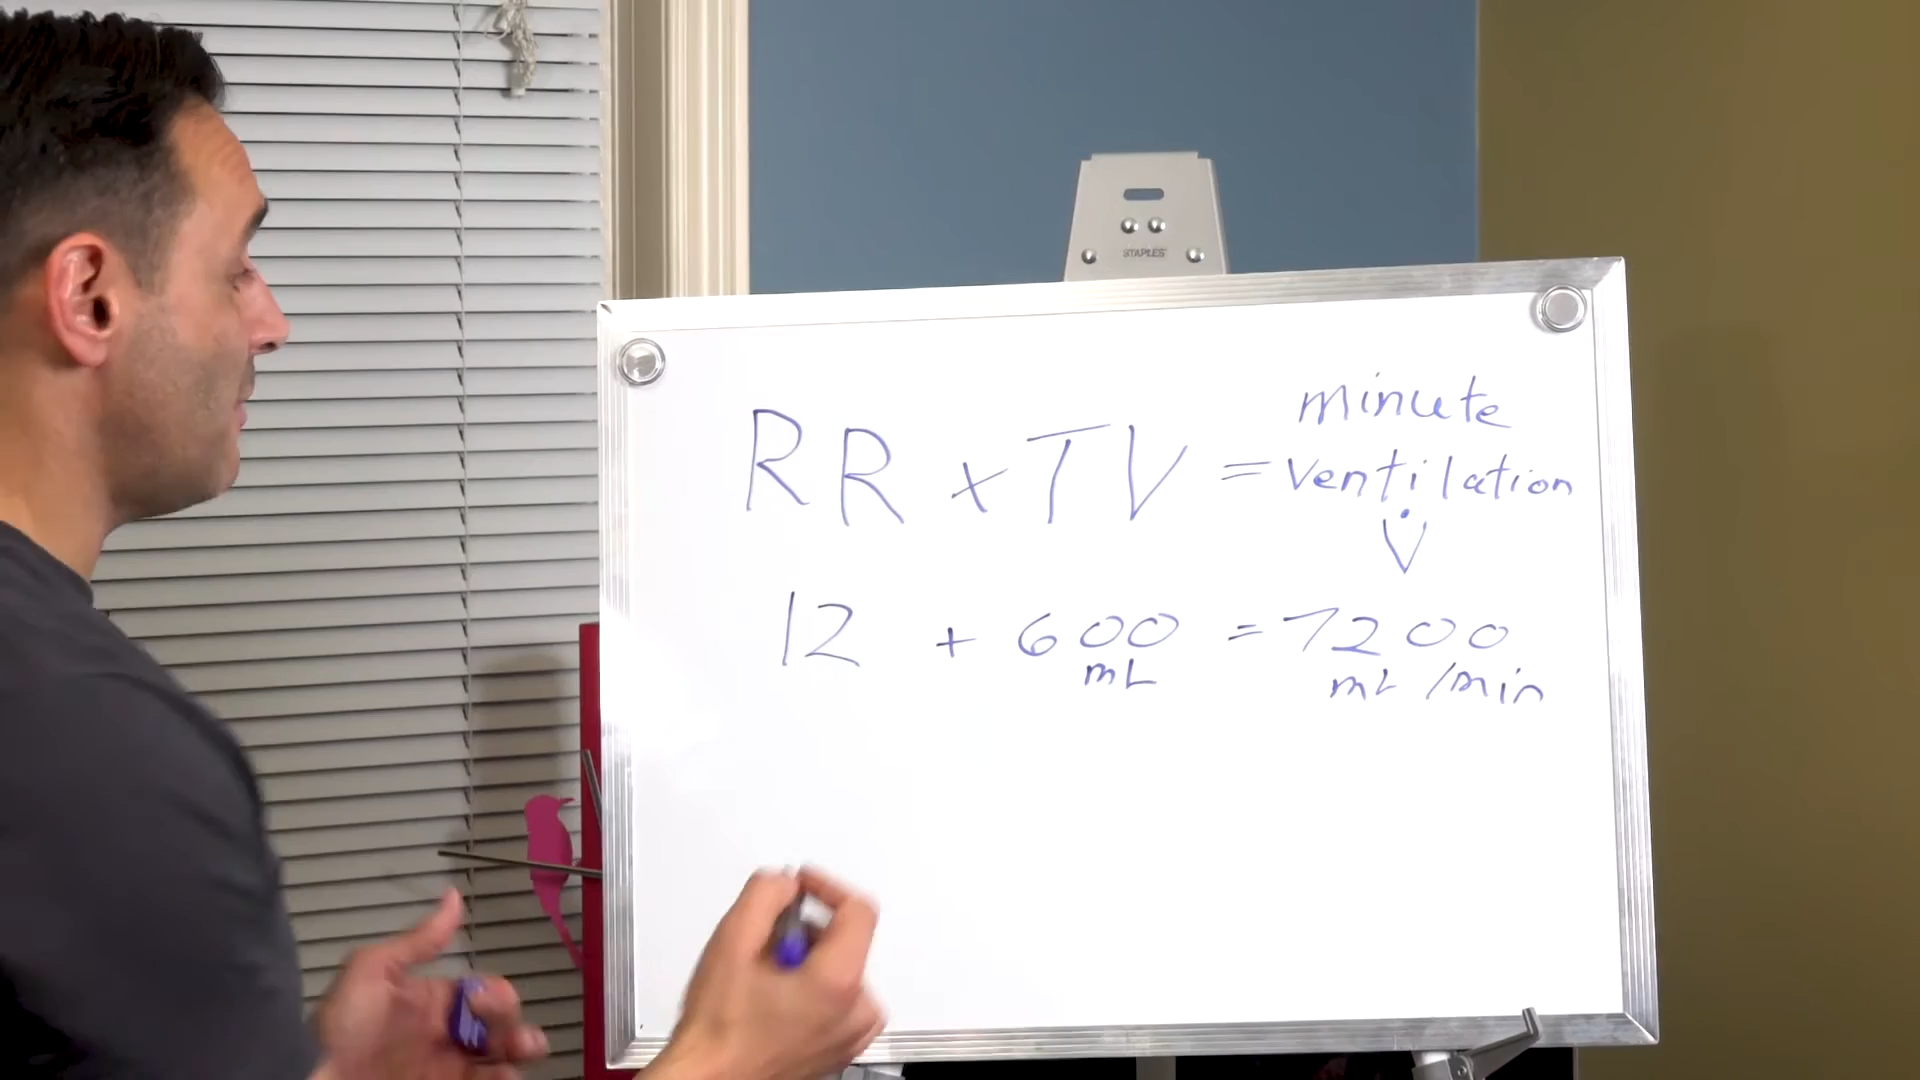 STAPLES
minute
RR x TV = ventilation
V̇
12 + 600 = 7200
mL mL /min